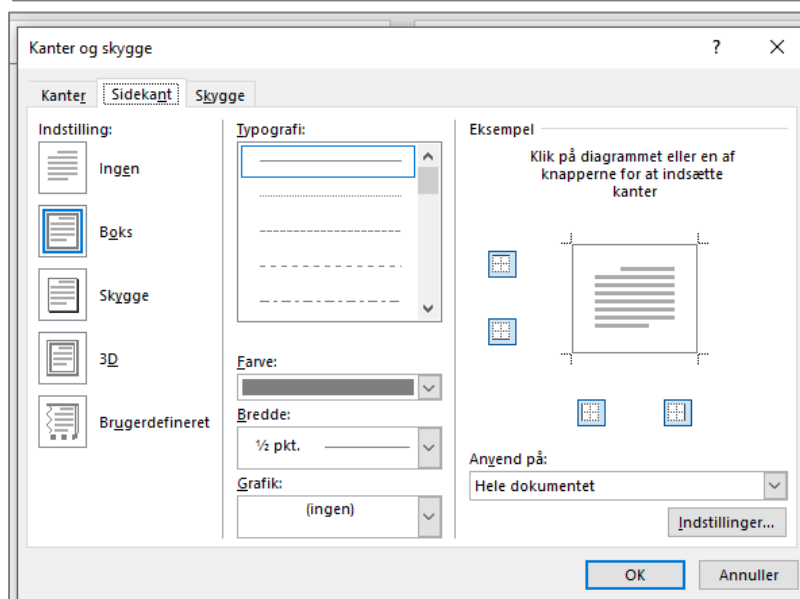 Kanter og skygge
?
Kanter
Sidekant
Skygge
Indstilling:
Ingen
Boks
Skygge
3D
Brugerdefineret
Typografi:
Farve:
Bredde:
½ pkt.
Grafik:
(ingen)
Eksempel
Klik på diagrammet eller en af
knapperne for at indsætte
kanter
Anvend på:
Hele dokumentet
Indstillinger...
OK
Annuller